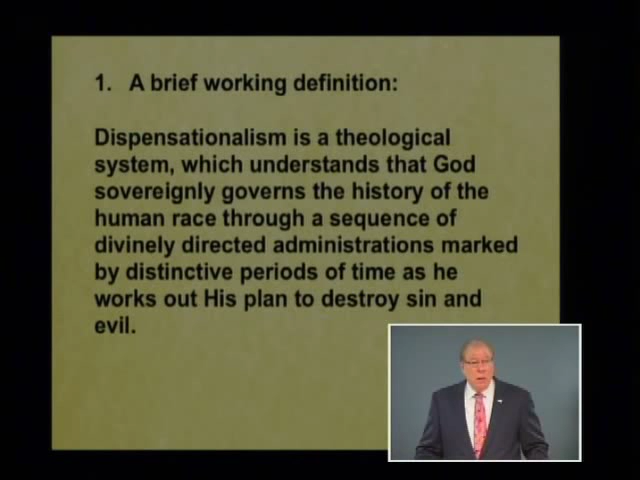 1. A brief working definition:
Dispensationalism is a theological
system, which understands that God
sovereignly governs the history of the
human race through a sequence of
divinely directed administrations marked
by distinctive periods of time as he
works out His plan to destroy sin and
evil.